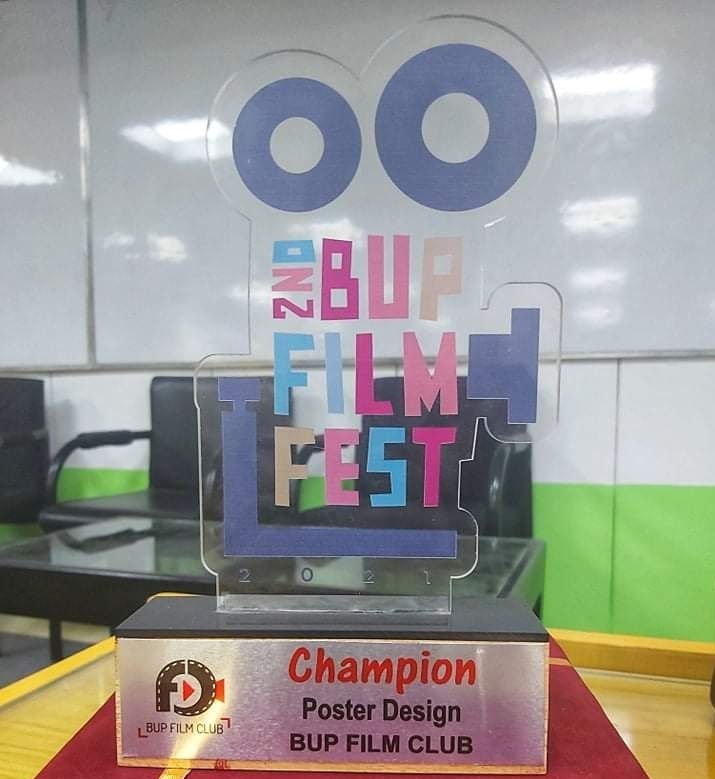 2ND BUP
FILM
FEST
2021
BUP FILM CLUB
Champion
Poster Design
BUP FILM CLUB